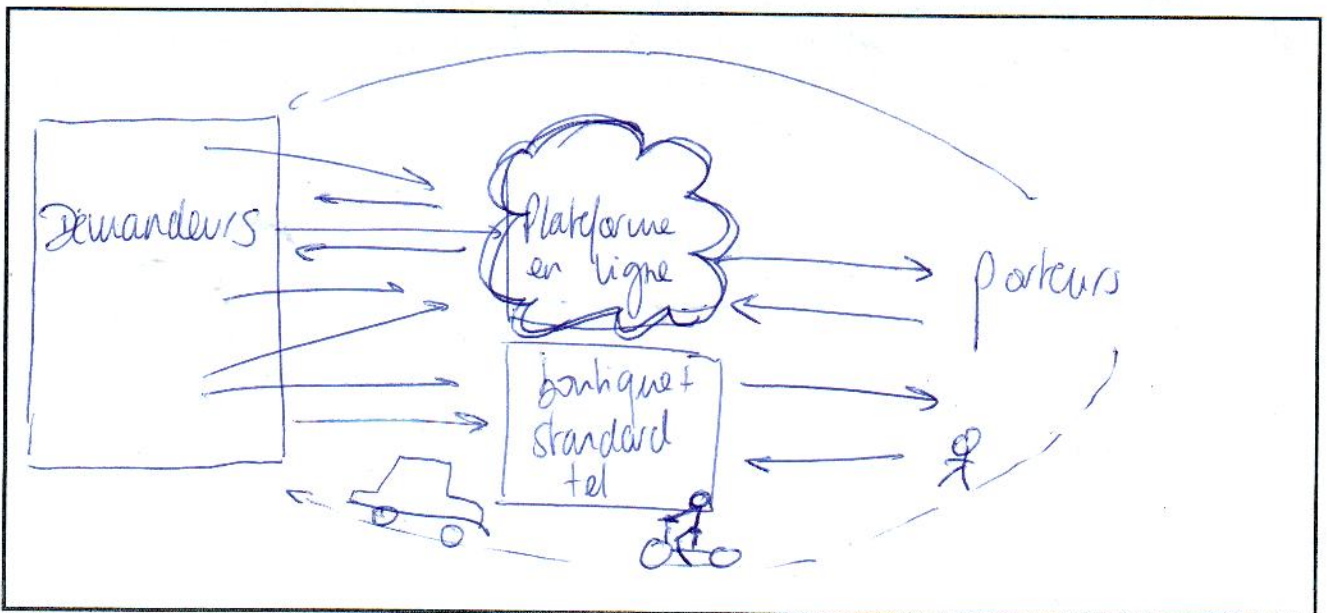 Demandeurs
Plateforme
en ligne
porteurs
boutique +
standard
tel